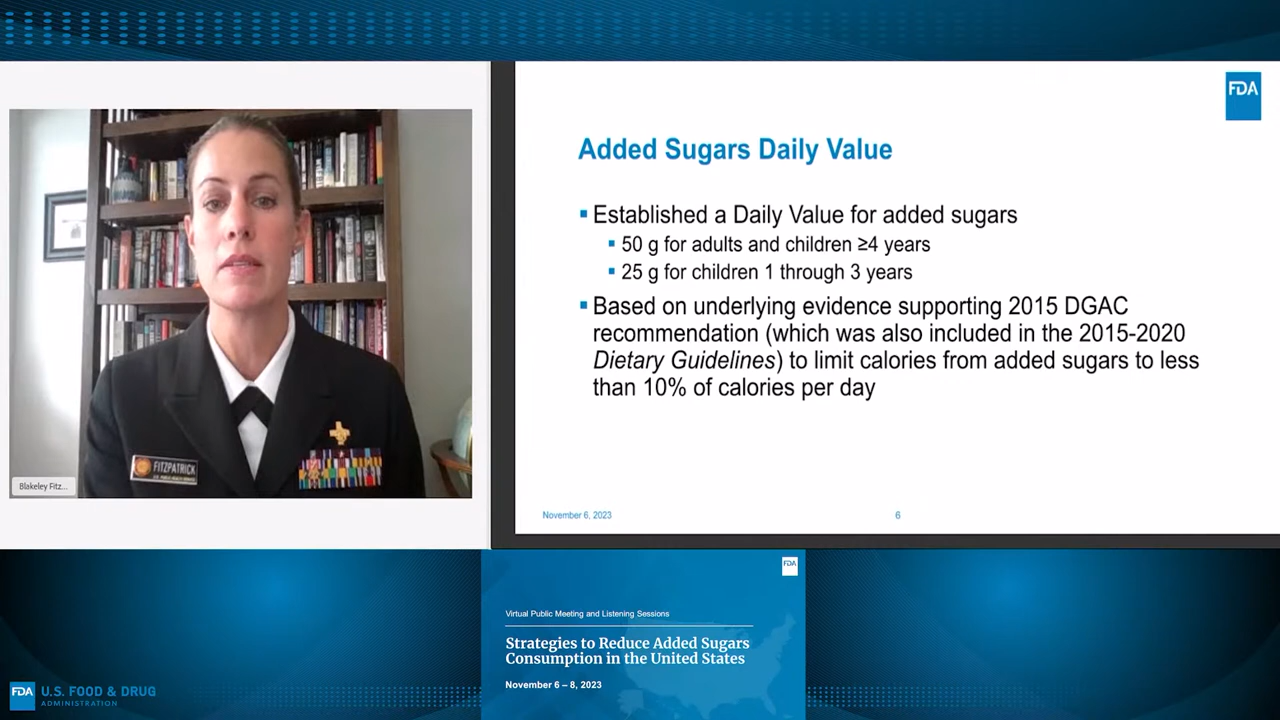 FDA
Added Sugars Daily Value
Established a Daily Value for added sugars
50 g for adults and children ≥4 years
25 g for children 1 through 3 years
Based on underlying evidence supporting 2015 DGAC
recommendation (which was also included in the 2015-2020
Dietary Guidelines) to limit calories from added sugars to less
than 10% of calories per day
November 6, 2023
6
FITZPATRICK
U.S. PUBLIC HEALTH SERVICE
Blakeley Fitz...
FDA
Virtual Public Meeting and Listening Sessions
Strategies to Reduce Added Sugars
Consumption in the United States
November 6 – 8, 2023
FDA
U.S. FOOD & DRUG
ADMINISTRATION